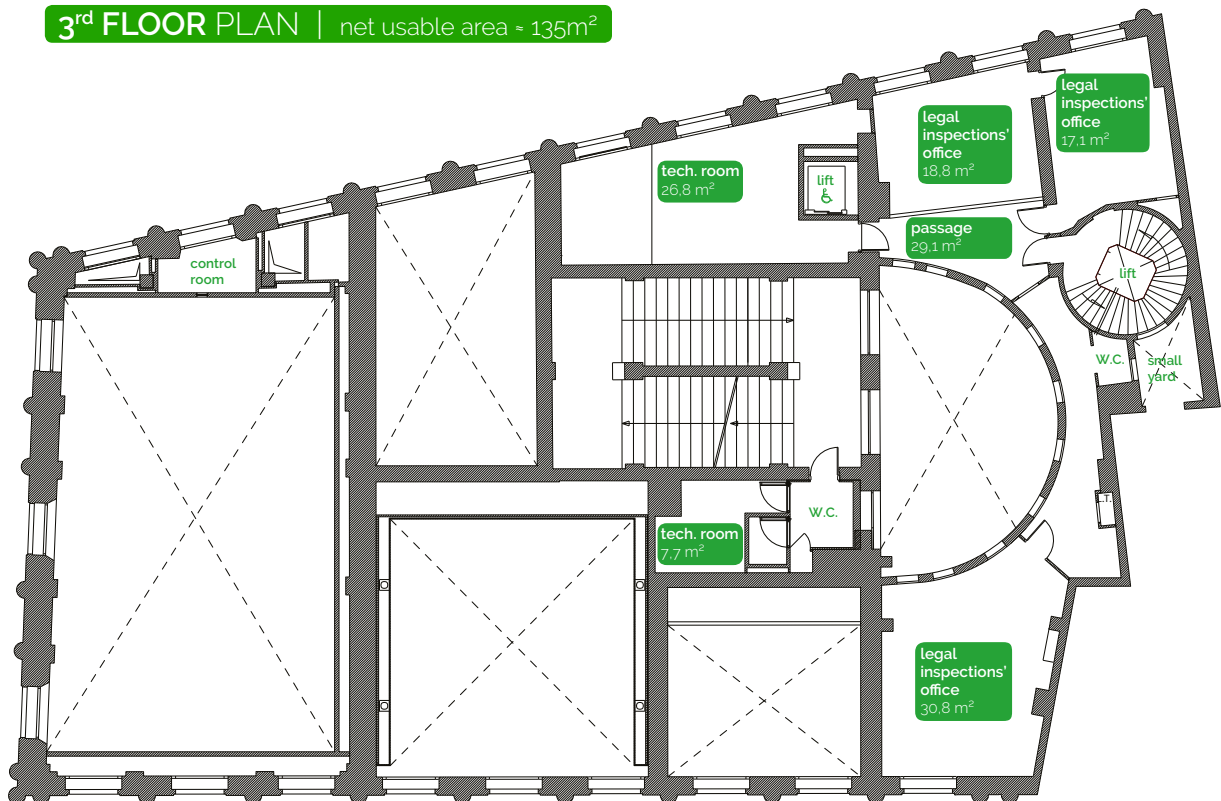 3rd FLOOR PLAN | net usable area ≈ 135m²
legal
inspections'
office
17,1 m²
legal
inspections'
office
18,8 m²
tech. room
26,8 m²
lift
passage
29,1 m²
control
room
lift
W.C.
small
yard
L.T.
W.C.
tech. room
7,7 m²
legal
inspections'
office
30,8 m²